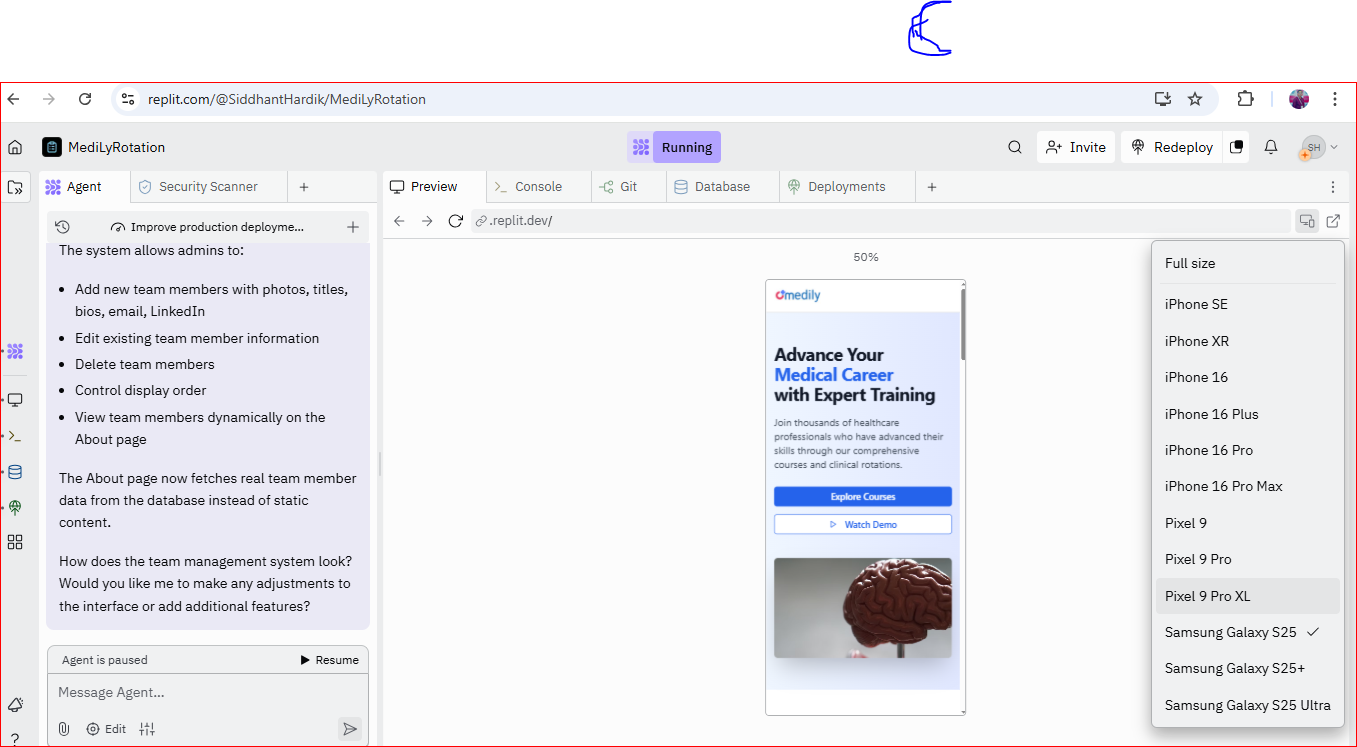 replit.com/@SiddhantHardik/MediLyRotation
MediLyRotation
Running
Invite
Redeploy
SH
Agent
Security Scanner
Preview
Console
Git
Database
Deployments
Improve production deployme...
.replit.dev/
The system allows admins to:
• Add new team members with photos, titles,
bios, email, LinkedIn
• Edit existing team member information
• Delete team members
• Control display order
• View team members dynamically on the
About page
The About page now fetches real team member
data from the database instead of static
content.
How does the team management system look?
Would you like me to make any adjustments to
the interface or add additional features?
Agent is paused
Resume
Message Agent...
Edit
50%
medily
Advance Your
Medical Career
with Expert Training
Join thousands of healthcare
professionals who have advanced their
skills through our comprehensive
courses and clinical rotations.
Explore Courses
Watch Demo
Full size
iPhone SE
iPhone XR
iPhone 16
iPhone 16 Plus
iPhone 16 Pro
iPhone 16 Pro Max
Pixel 9
Pixel 9 Pro
Pixel 9 Pro XL
Samsung Galaxy S25
Samsung Galaxy S25+
Samsung Galaxy S25 Ultra